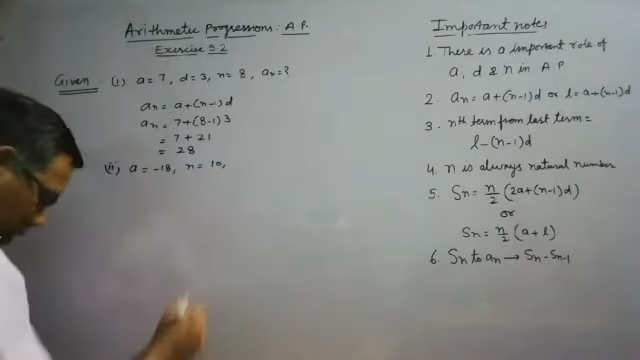 Arithmetic Progressions: A.P.
Exercise 5.2
Given (i) a = 7, d = 3, n = 8, an = ?
an = a+(n-1)d
an = 7+(8-1)3
= 7+21
= 28
(ii) a = -18, n = 10,
Important notes
1. There is a important role of
a, d & n in A P
2. an = a+(n-1)d or l = a+(n-1)d
3. nth term from last term =
l-(n-1)d
4. n is always natural number
5. Sn = n/2 (2a+(n-1)d)
or
Sn = n/2 (a+l)
6. Sn to an → Sn - Sn-1